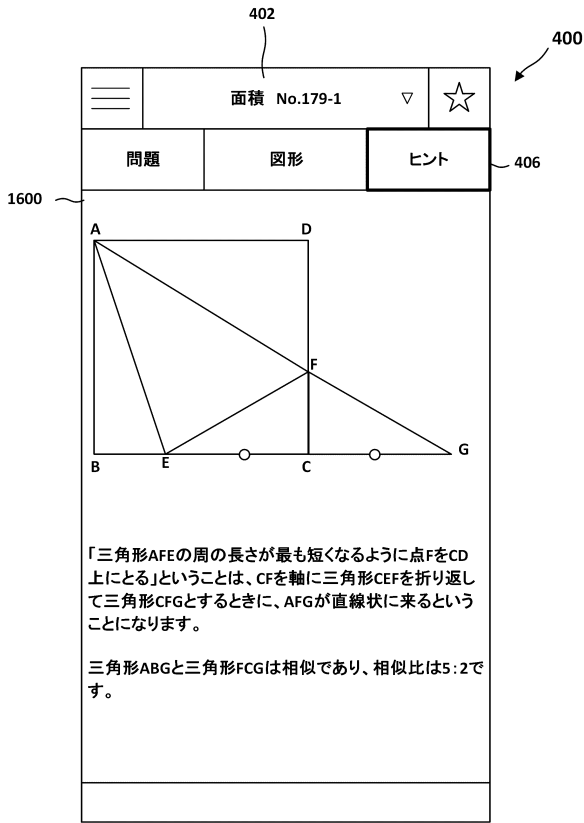 402
400
面積 No.179-1 ▽
問題 図形 ヒント
406
1600
A D
F
B E C G
「三角形AFEの周の長さが最も短くなるように点FをCD
上にとる」ということは、CFを軸に三角形CEFを折り返し
て三角形CFGとするときに、AFGが直線状に来るという
ことになります。
三角形ABGと三角形FCGは相似であり、相似比は5:2で
す。